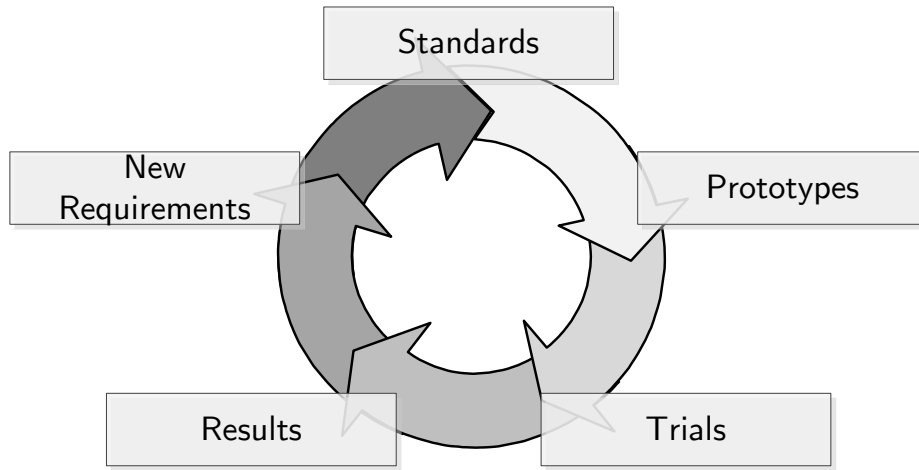 Standards
New
Requirements
Prototypes
Results
Trials